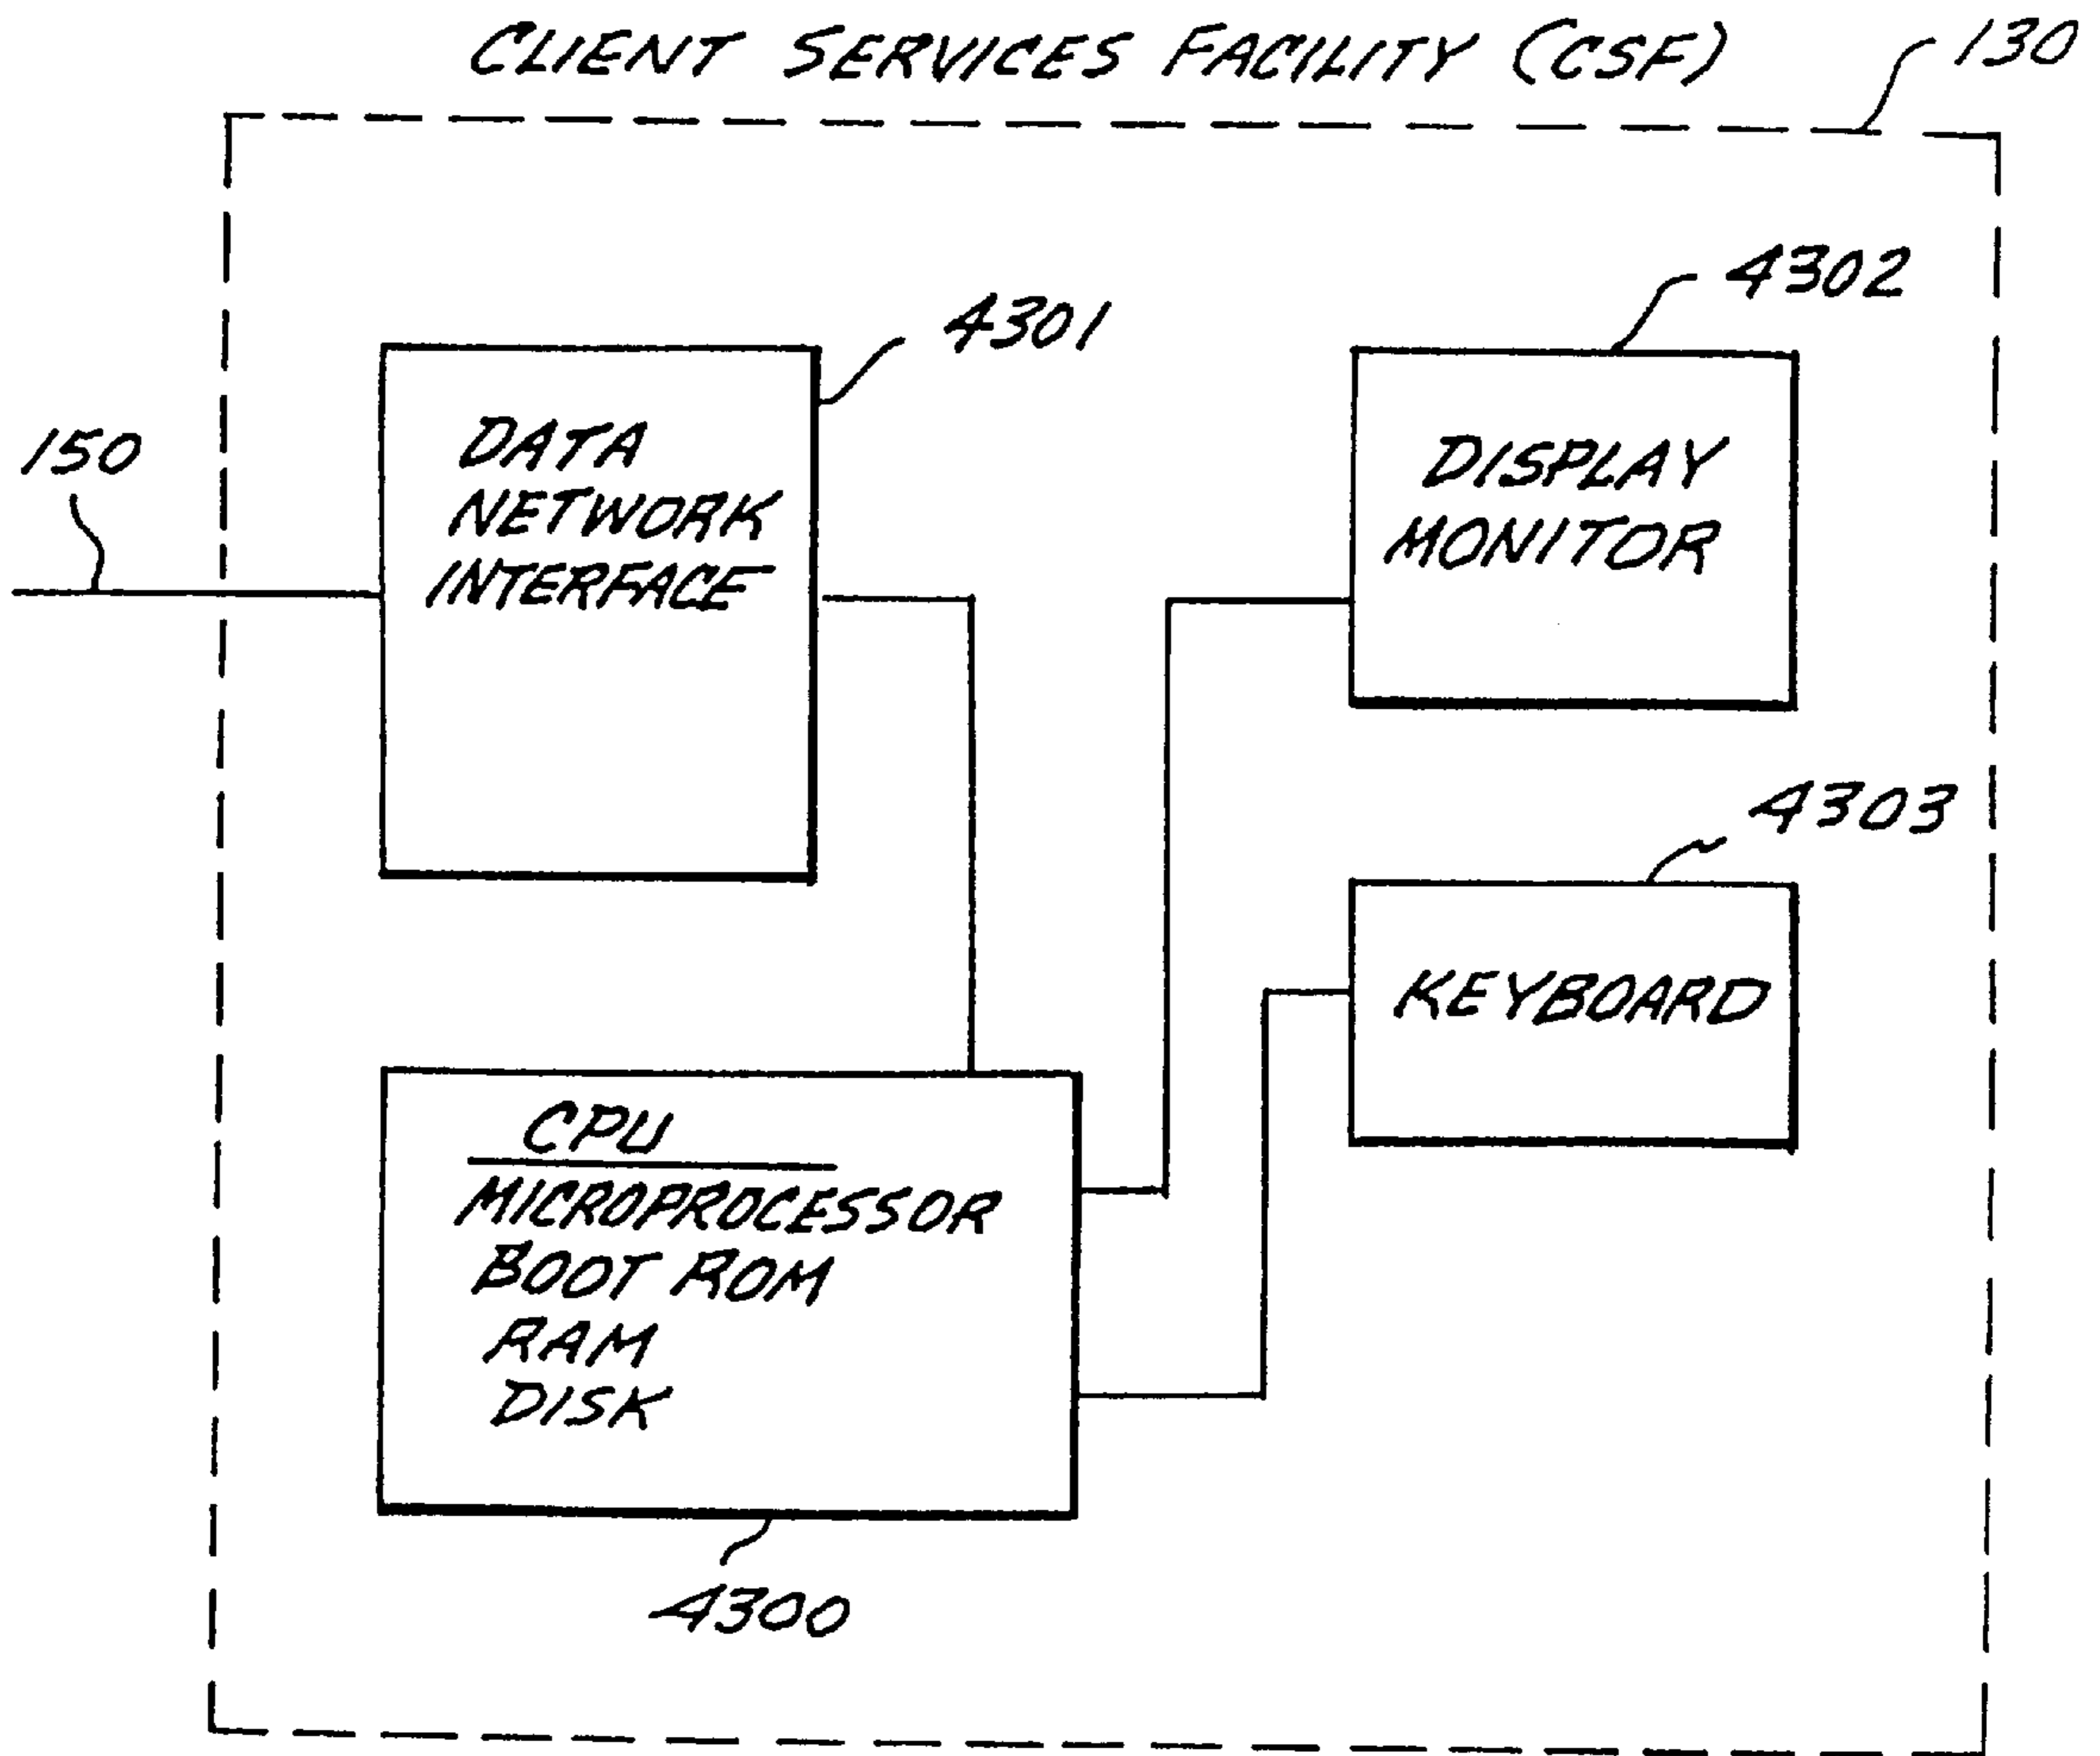 CLIENT SERVICES FACILITY (CSF)
130
4301
4302
150
DATA
NETWORK
INTERFACE
DISPLAY
MONITOR
4303
KEYBOARD
CPU
MICROPROCESSOR
BOOT ROM
RAM
DISK
4300